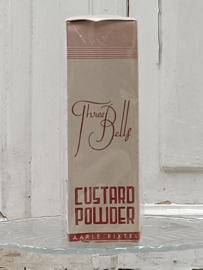 Three
Bells
CUSTARD
POWDER
AARLE-RIXTEL